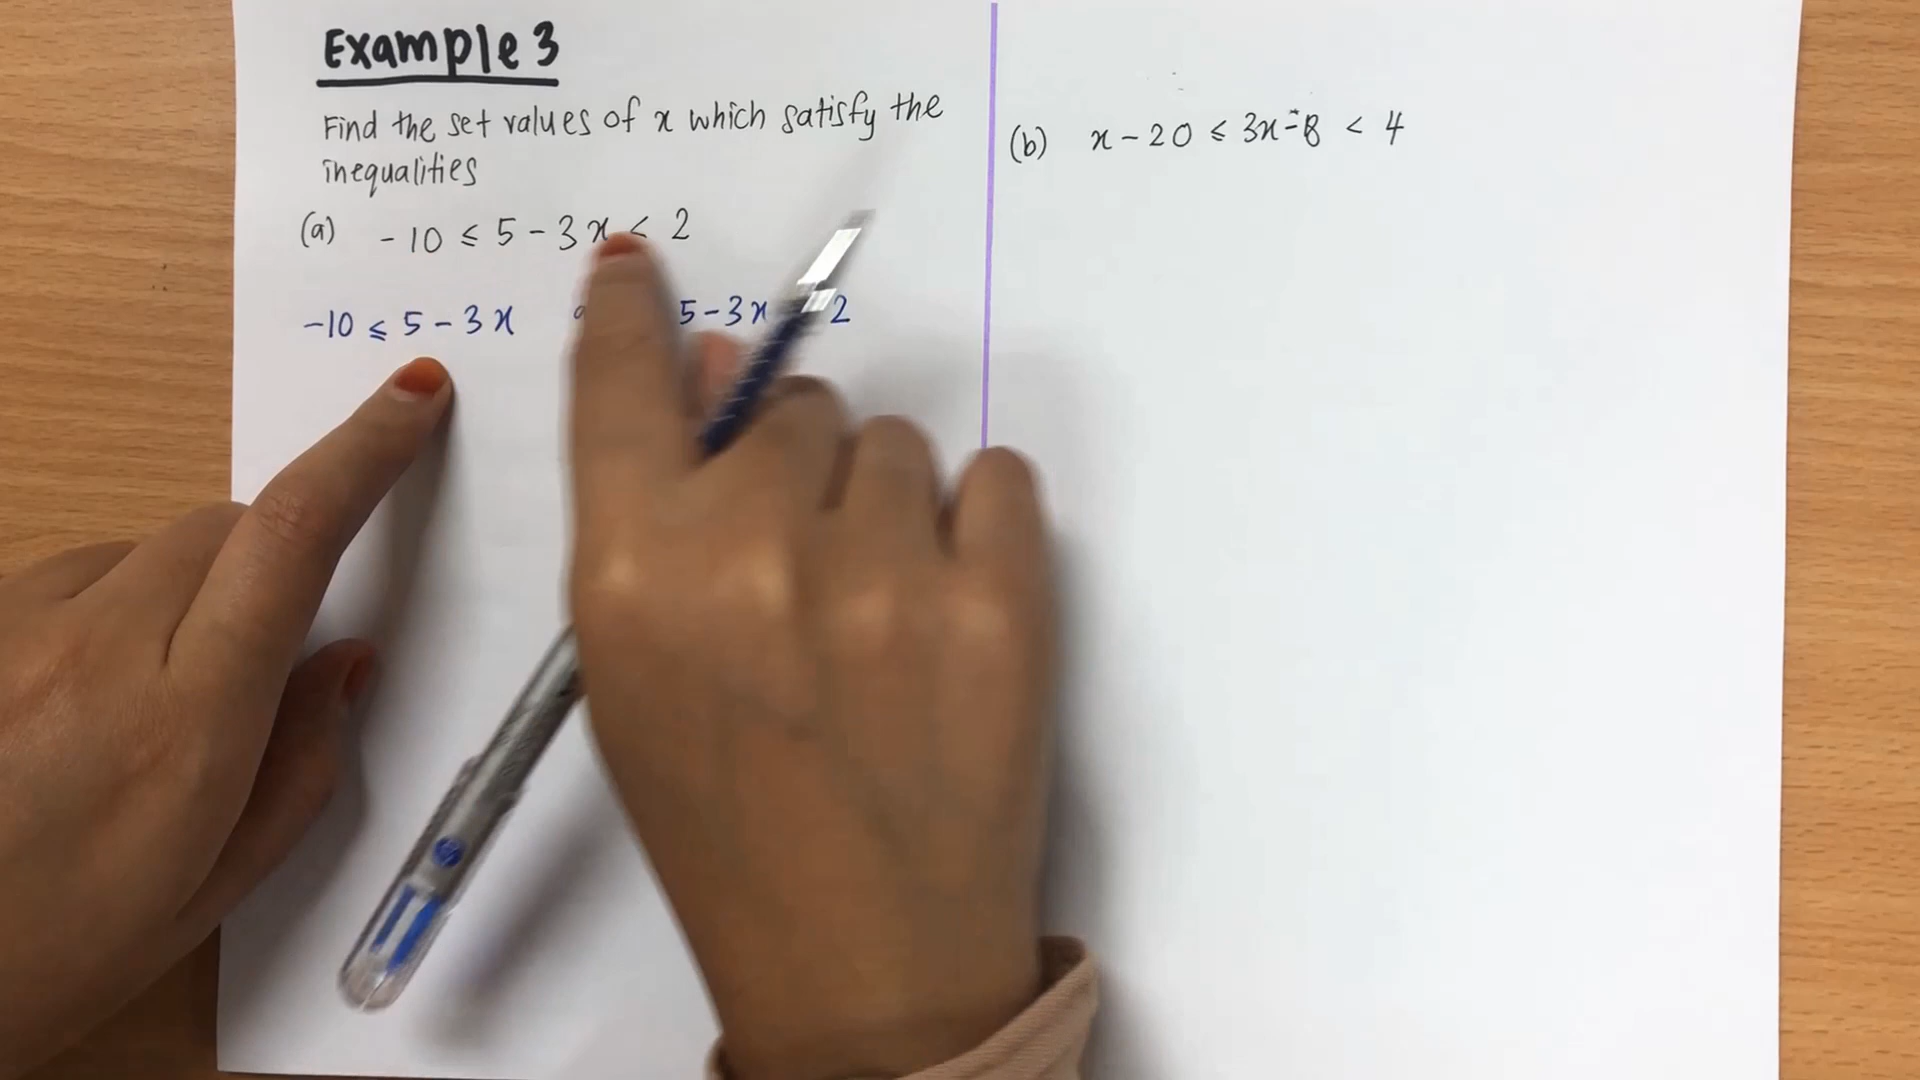 Example 3
Find the set values of x which satisfy the
inequalities
(a) -10 ≤ 5 - 3x < 2
-10 ≤ 5 - 3x 5 - 3x 2
(b) x - 20 ≤ 3x - 8 < 4